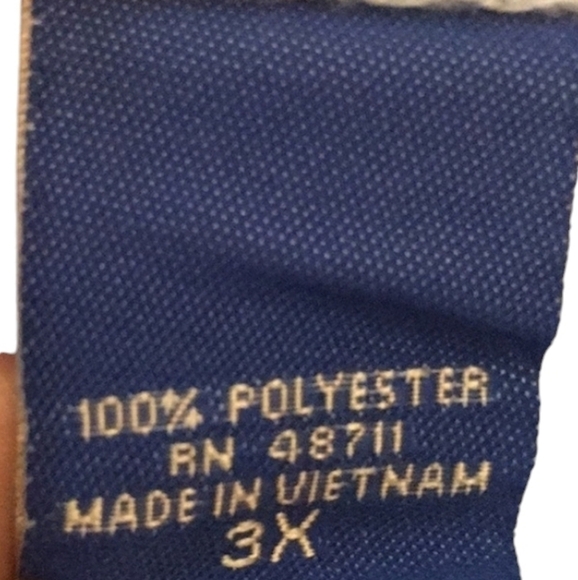 100% POLYESTER
RN 48711
MADE IN VIETNAM
3X